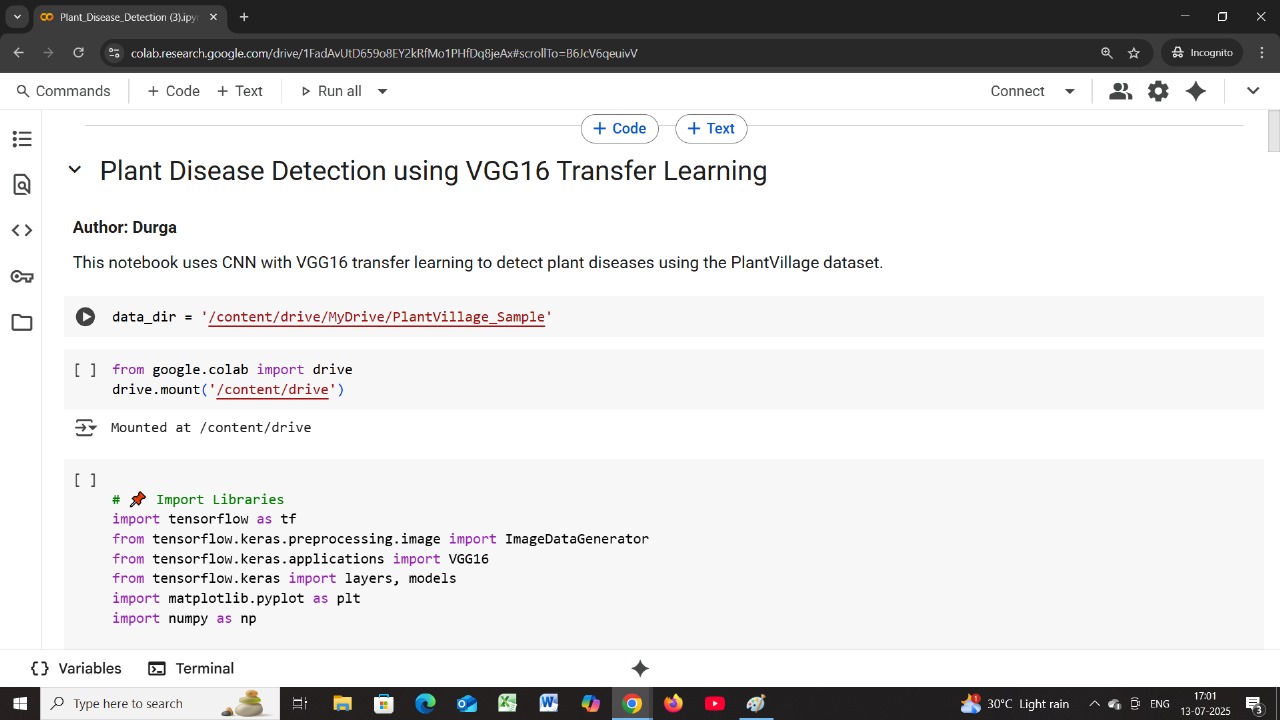 Plant_Disease_Detection (3).ipy
colab.research.google.com/drive/1FadAvUtD659o8EY2kRfMo1PHfDq8jeAx#scrollTo=B6JcV6qeuivV
Incognito
Commands
+ Code
+ Text
Run all
Connect
+ Code
+ Text
Plant Disease Detection using VGG16 Transfer Learning
Author: Durga
This notebook uses CNN with VGG16 transfer learning to detect plant diseases using the PlantVillage dataset.
data_dir = '/content/drive/MyDrive/PlantVillage_Sample'
[ ] from google.colab import drive
drive.mount('/content/drive')
Mounted at /content/drive
[ ]
# 📌 Import Libraries
import tensorflow as tf
from tensorflow.keras.preprocessing.image import ImageDataGenerator
from tensorflow.keras.applications import VGG16
from tensorflow.keras import layers, models
import matplotlib.pyplot as plt
import numpy as np
Variables
Terminal
Type here to search
30°C Light rain
ENG
17:01
13-07-2025
3